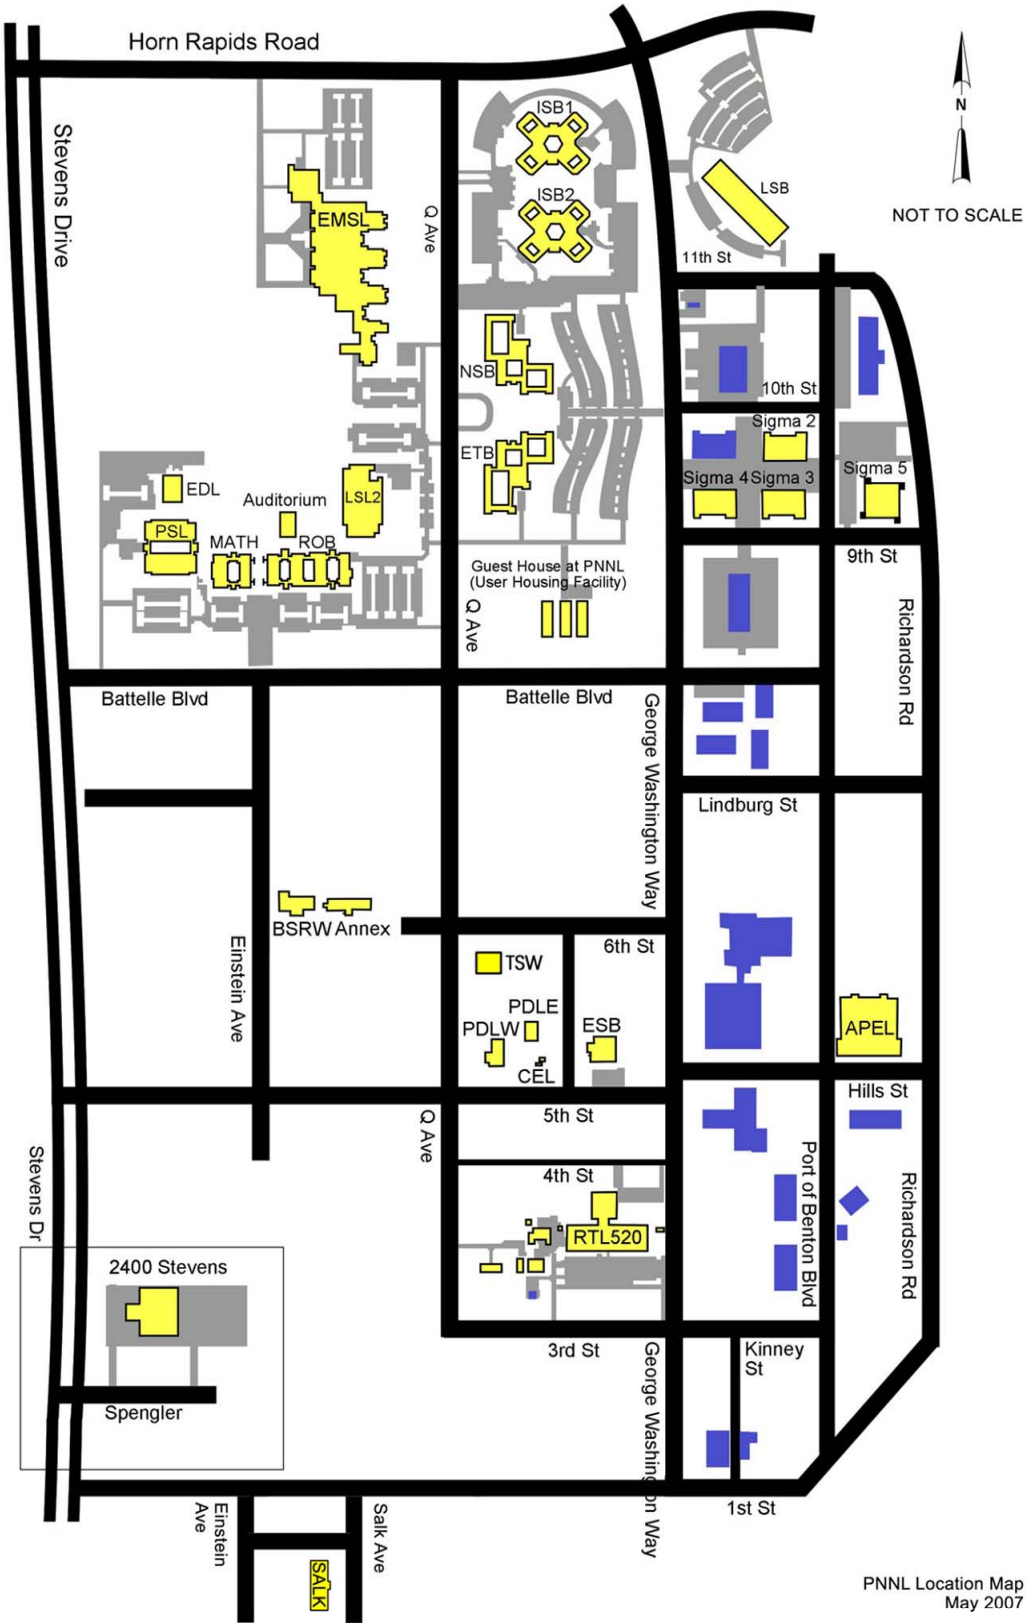 Horn Rapids Road
ISB1
N
Stevens Drive
LSB
ISB2
NOT TO SCALE
EMSL
Q Ave
11th St
NSB
10th St
Sigma 2
ETB
Sigma 5
Sigma 4
Sigma 3
EDL
Auditorium
LSL2
PSL
MATH
ROB
9th St
Guest House at PNNL
(User Housing Facility)
Q Ave
Richardson Rd
Battelle Blvd
Battelle Blvd
George Washington Way
Lindburg St
BSRW Annex
Einstein Ave
6th St
TSW
PDLE
PDLW
ESB
APEL
CEL
Hills St
5th St
Q Ave
Stevens Dr
4th St
Port of Benton Blvd
Richardson Rd
RTL520
2400 Stevens
3rd St
George Washington Way
Kinney
St
Spengler
1st St
Einstein
Ave
Salk Ave
SALK
PNNL Location Map
May 2007